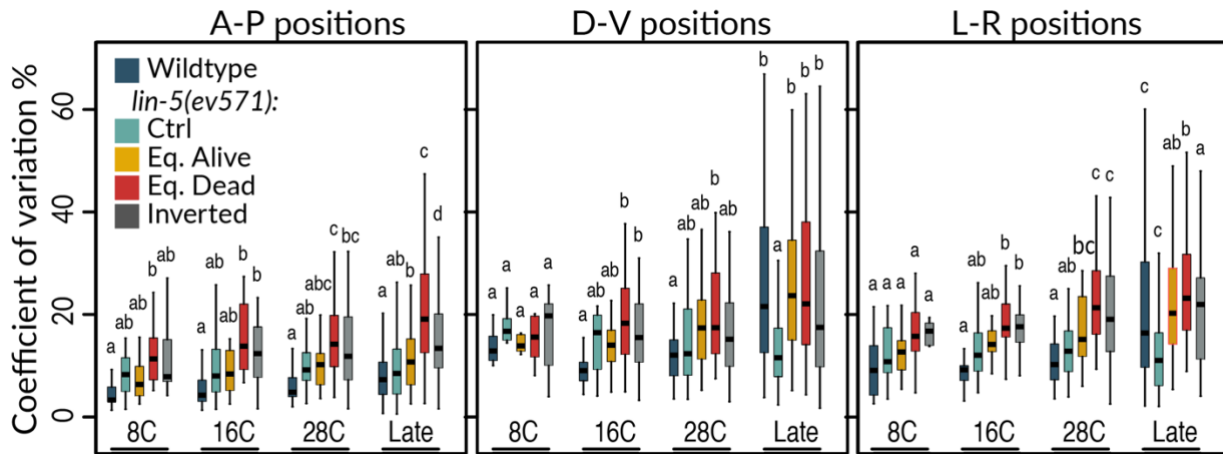 A-P positions
D-V positions
L-R positions
Coefficient of variation %
60
40
20
0
Wildtype
lin-5(ev571):
Ctrl
Eq. Alive
Eq. Dead
Inverted
a ab ab b ab
a ab ab b b
a ab abc c bc
a ab b c d
8C 16C 28C Late
a a a a a
a ab ab b b
a ab ab b ab
b a b b b
8C 16C 28C Late
a a a a a
a ab ab b b
a ab bc c c
c c ab b a
8C 16C 28C Late